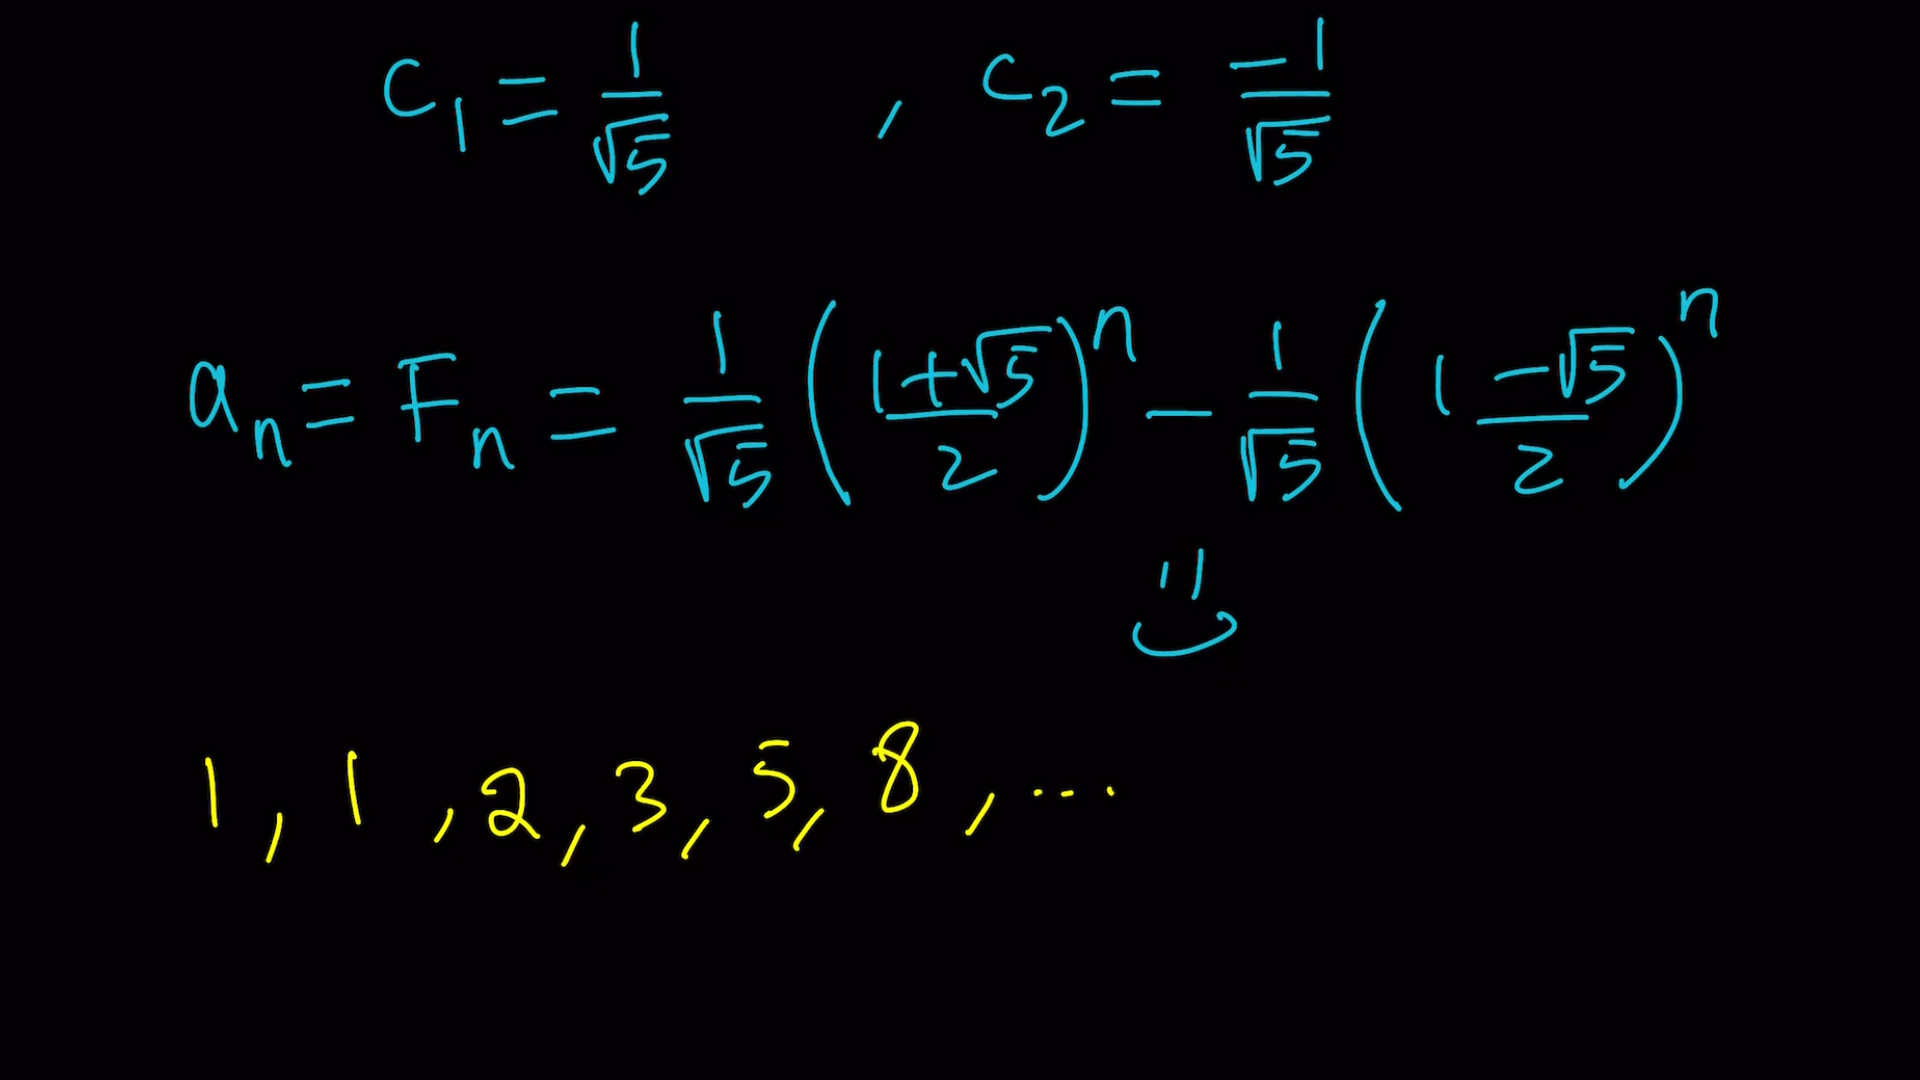 c₁ = 1/√5 , c₂ = -1/√5
aₙ = Fₙ = 1/√5 ((1+√5)/2)ⁿ - 1/√5 ((1-√5)/2)ⁿ
1, 1, 2, 3, 5, 8, ...